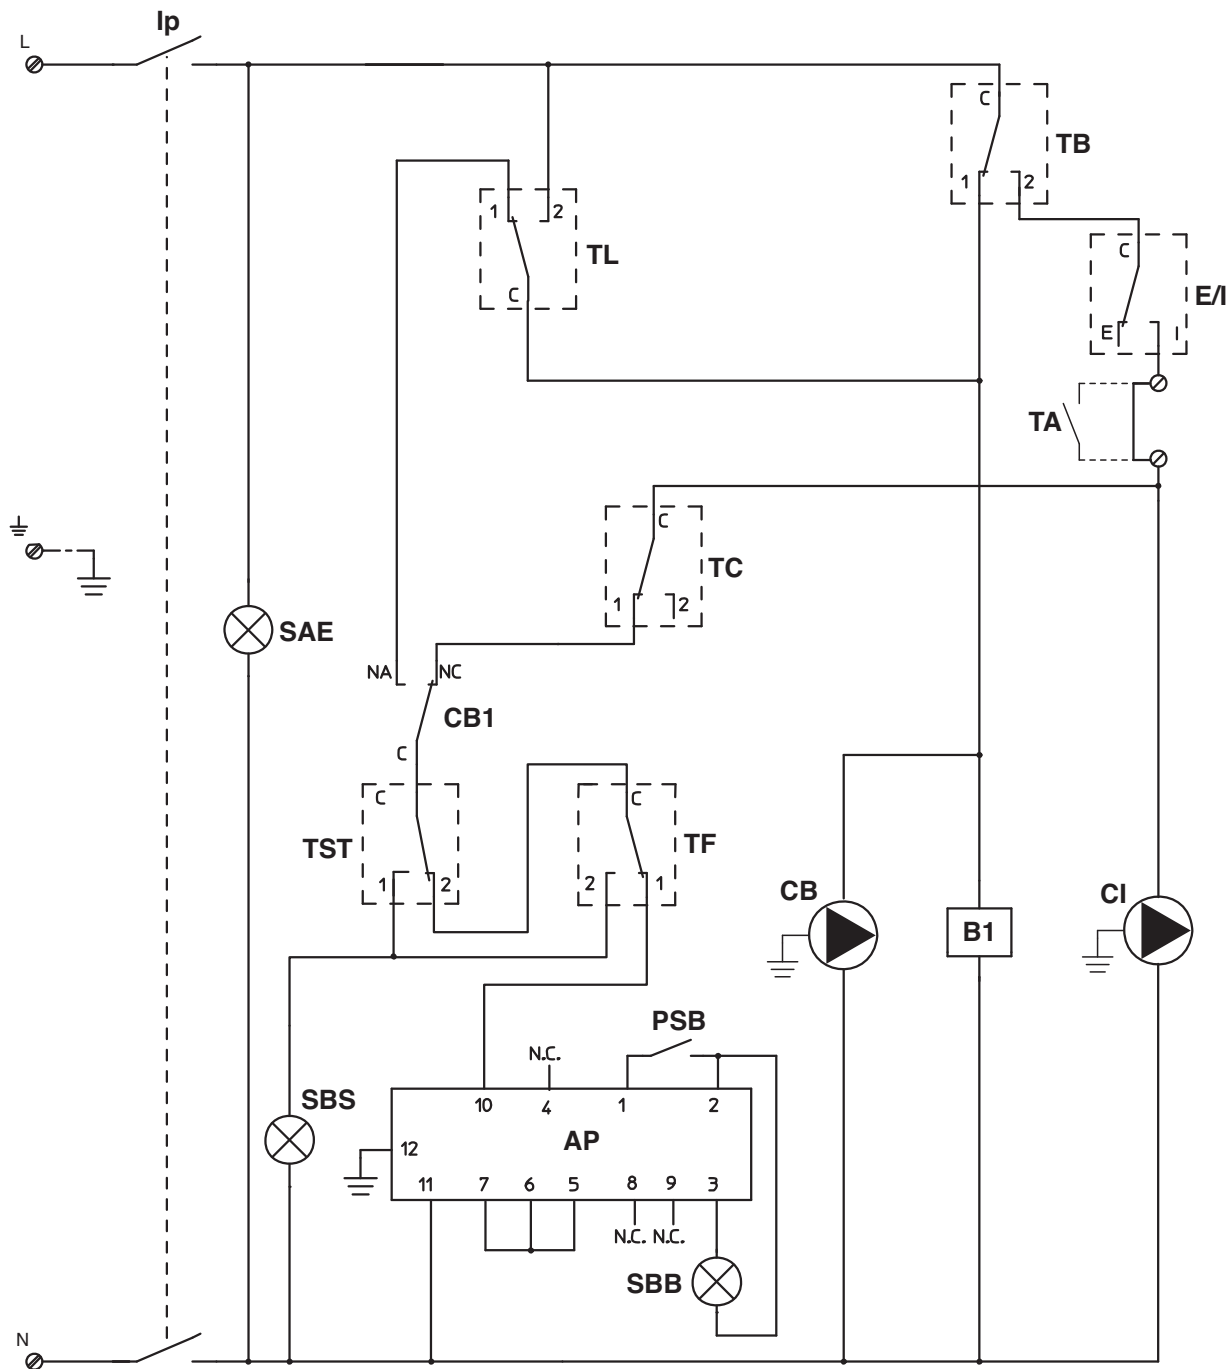 Ip
L
C
TB
1 2
1 2
TL
C
C
E/I
E I
TA
C
TC
1 2
SAE
NA NC
CB1
C
C
TST
1 2
C
TF
2 1
CB
B1
CI
PSB
N.C.
SBS
10 4 1 2
AP
12
11 7 6 5 8 9 3
N.C. N.C.
SBB
N